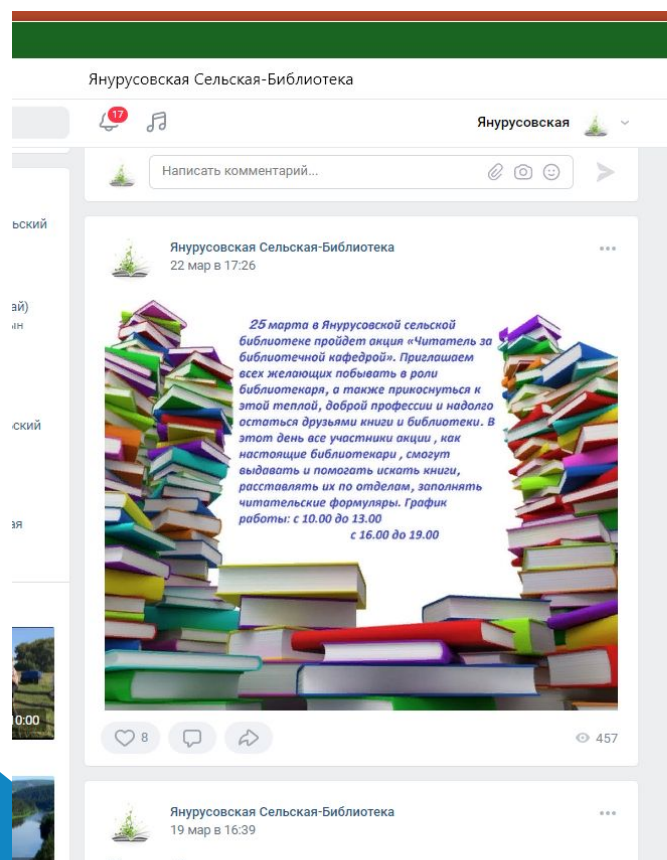 Янурусовская Сельская-Библиотека
17
Янурусовская
Написать комментарий...
ьский
ай)
ын
ский
ая
0:00
Янурусовская Сельская-Библиотека
22 мар в 17:26
25 марта в Янурусовской сельской
библиотеке пройдет акция «Читатель за
библиотечной кафедрой». Приглашаем
всех желающих побывать в роли
библиотекаря, а также прикоснуться к
этой теплой, доброй профессии и надолго
остаться друзьями книги и библиотеки. В
этот день все участники акции , как
настоящие библиотекари , смогут
выдавать и помогать искать книги,
расставлять их по отделам, заполнять
читательские формуляры. График
работы: с 10.00 до 13.00
с 16.00 до 19.00
8
457
Янурусовская Сельская-Библиотека
19 мар в 16:39